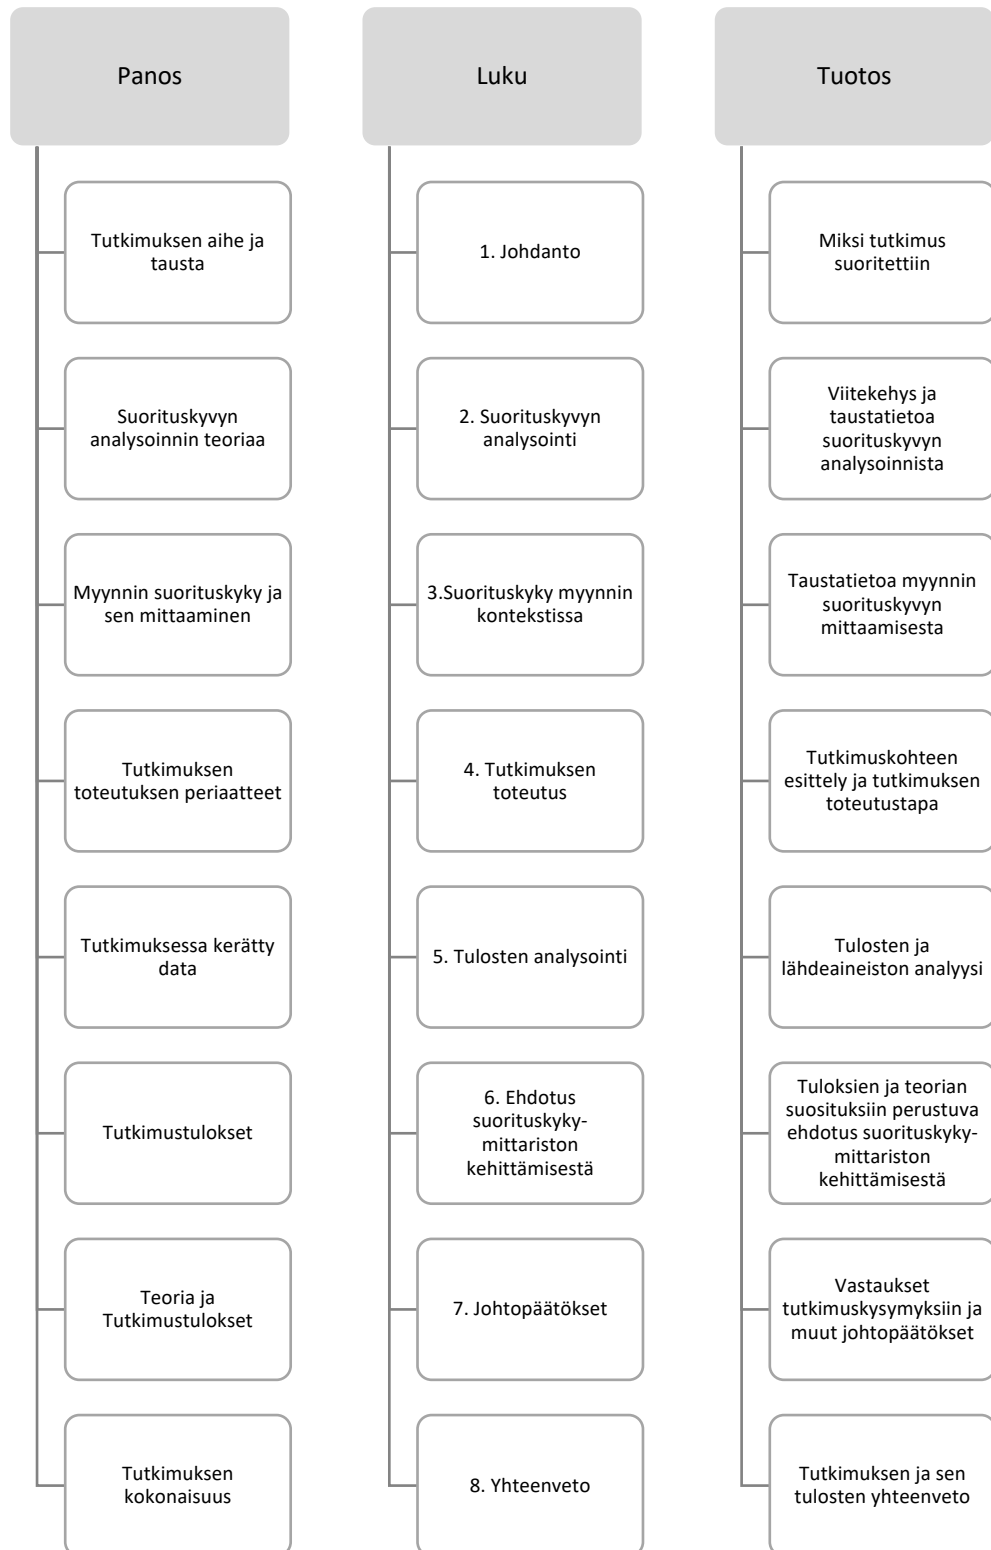 Panos
Tutkimuksen aihe ja
tausta
Suorituskyvyn
analysoinnin teoriaa
Myynnin suorituskyky ja
sen mittaaminen
Tutkimuksen
toteutuksen periaatteet
Tutkimuksessa kerätty
data
Tutkimustulokset
Teoria ja
Tutkimustulokset
Tutkimuksen
kokonaisuus
Luku
1. Johdanto
2. Suorituskyvyn
analysointi
3.Suorituskyky myynnin
kontekstissa
4. Tutkimuksen
toteutus
5. Tulosten analysointi
6. Ehdotus
suorituskyky-
mittariston
kehittämisestä
7. Johtopäätökset
8. Yhteenveto
Tuotos
Miksi tutkimus
suoritettiin
Viitekehys ja
taustatietoa
suorituskyvyn
analysoinnista
Taustatietoa myynnin
suorituskyvyn
mittaamisesta
Tutkimuskohteen
esittely ja tutkimuksen
toteutustapa
Tulosten ja
lähdeaineiston analyysi
Tuloksien ja teorian
suosituksiin perustuva
ehdotus suorituskyky-
mittariston
kehittämisestä
Vastaukset
tutkimuskysymyksiin ja
muut johtopäätökset
Tutkimuksen ja sen
tulosten yhteenveto